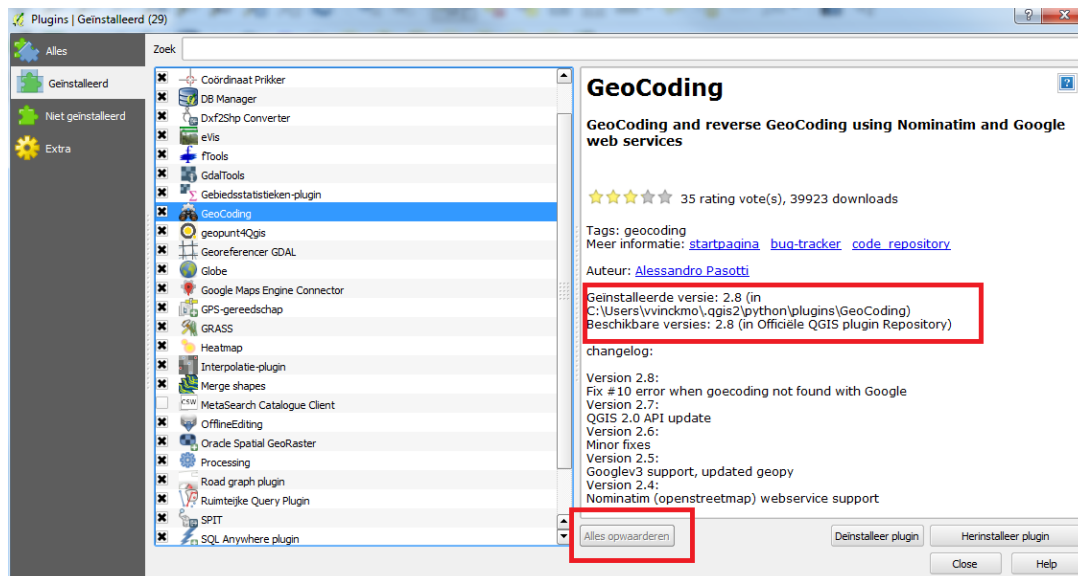 Plugins | Geïnstalleerd (29)
Alles
Geïnstalleerd
Niet geïnstalleerd
Extra
Zoek
Coördinaat Prikker
DB Manager
Dxf2Shp Converter
eVis
fTools
GdalTools
Gebiedsstatistieken-plugin
GeoCoding
geopunt4Qgis
Georeferencer GDAL
Globe
Google Maps Engine Connector
GPS-gereedschap
GRASS
Heatmap
Interpolatie-plugin
Merge shapes
CSW MetaSearch Catalogue Client
OfflineEditing
Oracle Spatial GeoRaster
Processing
Road graph plugin
Ruimteijke Query Plugin
SPIT
SQL Anywhere plugin
GeoCoding
GeoCoding and reverse GeoCoding using Nominatim and Google
web services
35 rating vote(s), 39923 downloads
Tags: geocoding
Meer informatie: startpagina bug-tracker code repository
Auteur: Alessandro Pasotti
Geïnstalleerde versie: 2.8 (in
C:\Users\vvinckmo\.qgis2\python\plugins\GeoCoding)
Beschikbare versies: 2.8 (in Officiële QGIS plugin Repository)
changelog:
Version 2.8:
Fix #10 error when goecoding not found with Google
Version 2.7:
QGIS 2.0 API update
Version 2.6:
Minor fixes
Version 2.5:
Googlev3 support, updated geopy
Version 2.4:
Nominatim (openstreetmap) webservice support
Alles opwaarderen
Deïnstalleer plugin
Herinstalleer plugin
Close
Help